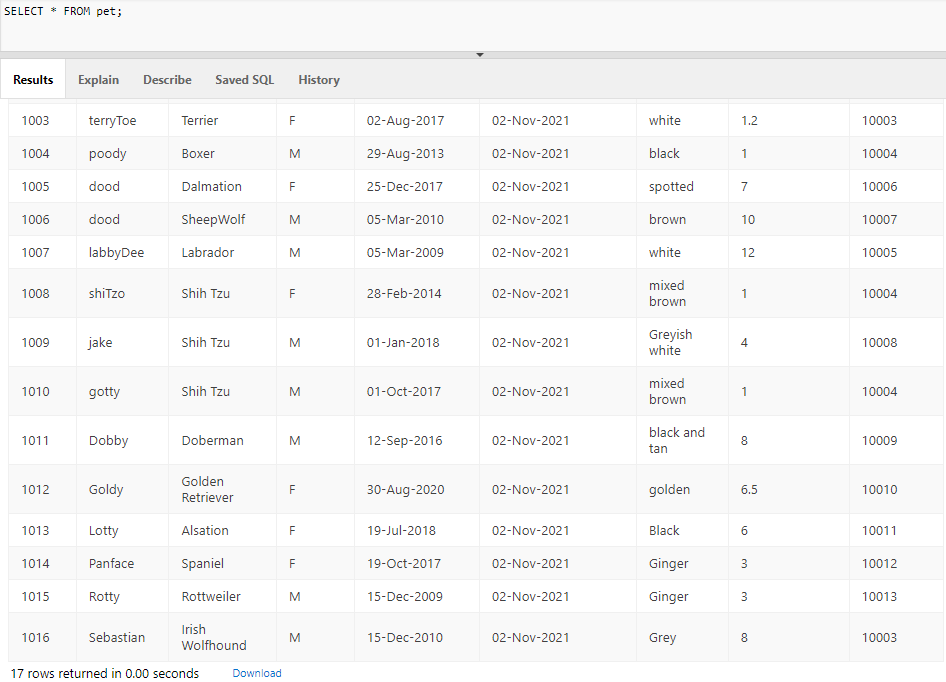 SELECT * FROM pet;
Results Explain Describe Saved SQL History
1003 terryToe Terrier F 02-Aug-2017 02-Nov-2021 white 1.2 10003
1004 poody Boxer M 29-Aug-2013 02-Nov-2021 black 1 10004
1005 dood Dalmation F 25-Dec-2017 02-Nov-2021 spotted 7 10006
1006 dood SheepWolf M 05-Mar-2010 02-Nov-2021 brown 10 10007
1007 labbyDee Labrador M 05-Mar-2009 02-Nov-2021 white 12 10005
1008 shiTzo Shih Tzu F 28-Feb-2014 02-Nov-2021 mixed
brown 1 10004
1009 jake Shih Tzu M 01-Jan-2018 02-Nov-2021 Greyish
white 4 10008
1010 gotty Shih Tzu M 01-Oct-2017 02-Nov-2021 mixed
brown 1 10004
1011 Dobby Doberman M 12-Sep-2016 02-Nov-2021 black and
tan 8 10009
1012 Goldy Golden
Retriever F 30-Aug-2020 02-Nov-2021 golden 6.5 10010
1013 Lotty Alsation F 19-Jul-2018 02-Nov-2021 Black 6 10011
1014 Panface Spaniel F 19-Oct-2017 02-Nov-2021 Ginger 3 10012
1015 Rotty Rottweiler M 15-Dec-2009 02-Nov-2021 Ginger 3 10013
1016 Sebastian Irish
Wolfhound M 15-Dec-2010 02-Nov-2021 Grey 8 10003
17 rows returned in 0.00 seconds Download